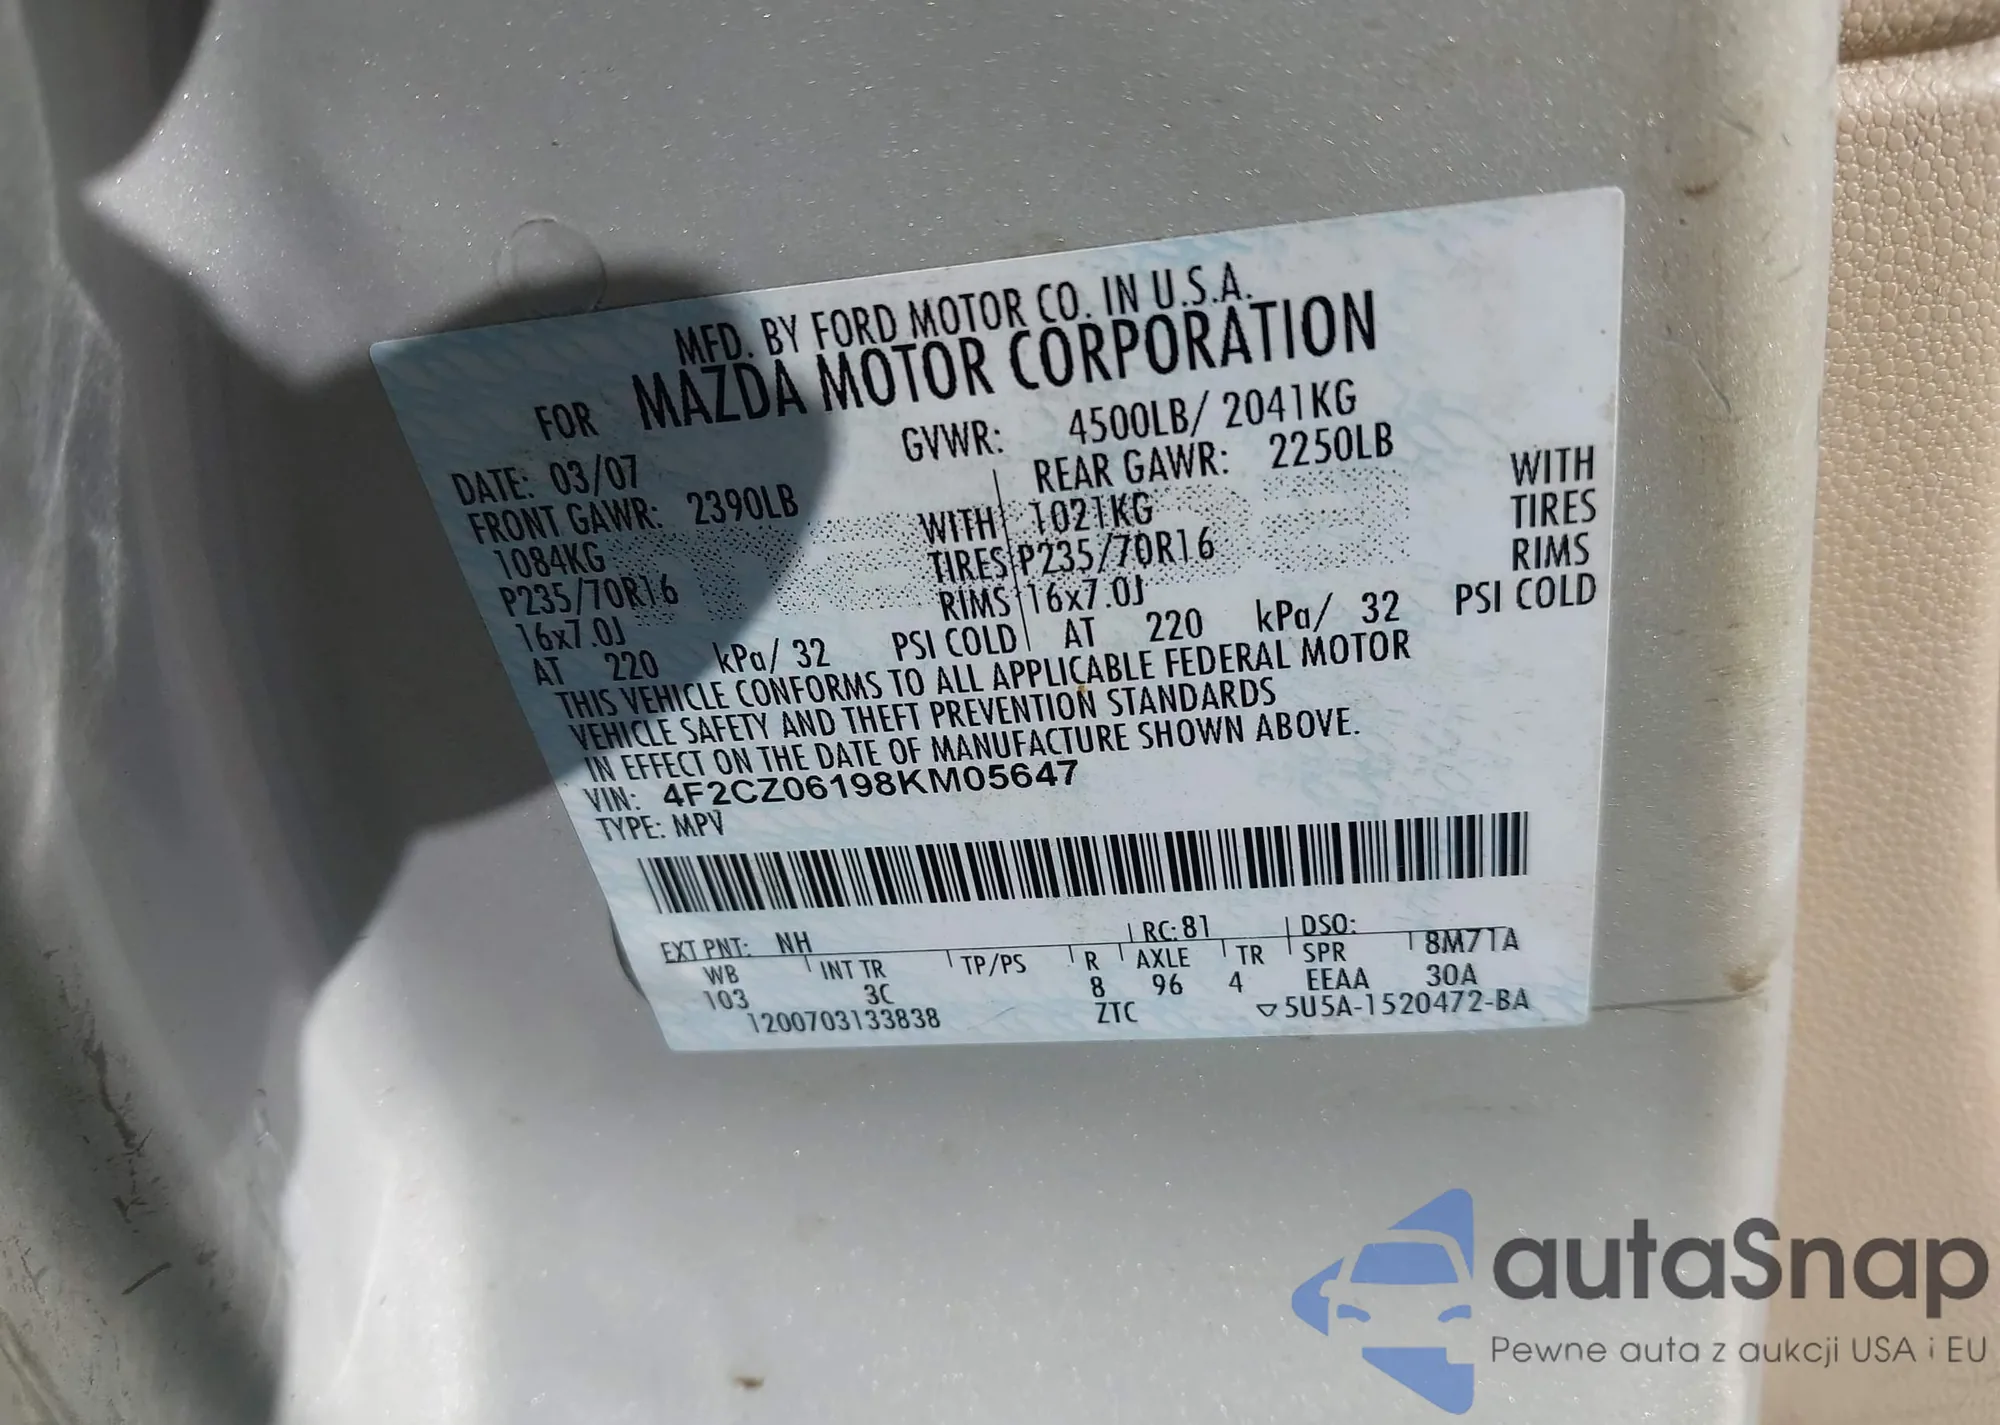 MFD. BY FORD MOTOR CO. IN U.S.A.
FOR MAZDA MOTOR CORPORATION
DATE: 03/07 GVWR: 4500LB/ 2041KG
FRONT GAWR: 2390LB REAR GAWR: 2250LB
1084KG WITH 1021KG WITH
P235/70R16 TIRES P235/70R16 TIRES
16x7.0J RIMS 16x7.0J RIMS
AT 220 kPa/ 32 PSI COLD AT 220 kPa/ 32 PSI COLD
THIS VEHICLE CONFORMS TO ALL APPLICABLE FEDERAL MOTOR
VEHICLE SAFETY AND THEFT PREVENTION STANDARDS
IN EFFECT ON THE DATE OF MANUFACTURE SHOWN ABOVE.
VIN: 4F2CZ06198KM05647
TYPE: MPV
EXT PNT: NH RC: 81 DSO:
WB INT TR TP/PS R AXLE TR SPR 8M71A
103 3C 8 96 4 EEAA 30A
1200703133838 ZTC ▽5U5A-1520472-BA
autaSnap
Pewne auta z aukcji USA i EU